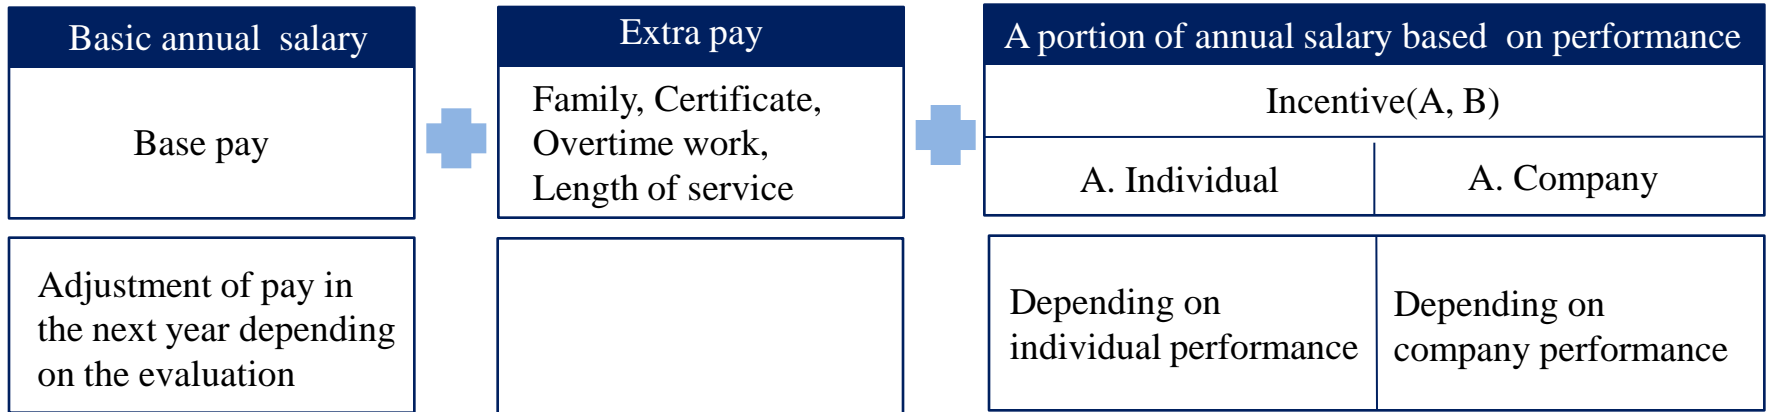 Basic annual salary
Base pay
Adjustment of pay in
the next year depending
on the evaluation
Extra pay
Family, Certificate,
Overtime work,
Length of service
A portion of annual salary based on performance
Incentive(A, B)
A. Individual
A. Company
Depending on
individual performance
Depending on
company performance